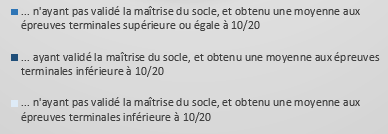 ... n'ayant pas validé la maîtrise du socle, et obtenu une moyenne aux
épreuves terminales supérieure ou égale à 10/20
... ayant validé la maîtrise du socle, et obtenu une moyenne aux épreuves
terminales inférieure à 10/20
... n'ayant pas validé la maîtrise du socle, et obtenu une moyenne aux
épreuves terminales inférieure à 10/20